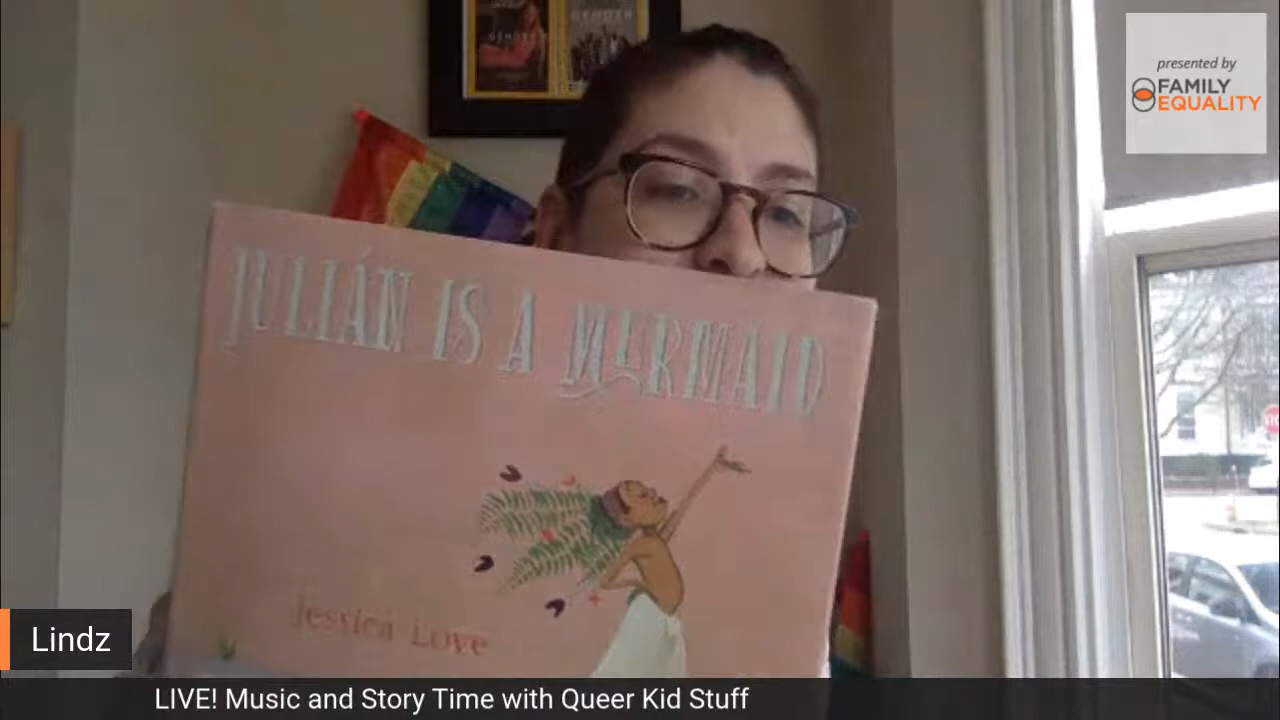 GENDER
presented by
FAMILY
EQUALITY
JULIÁN IS A MERMAID
Jessica Love
Lindz
LIVE! Music and Story Time with Queer Kid Stuff